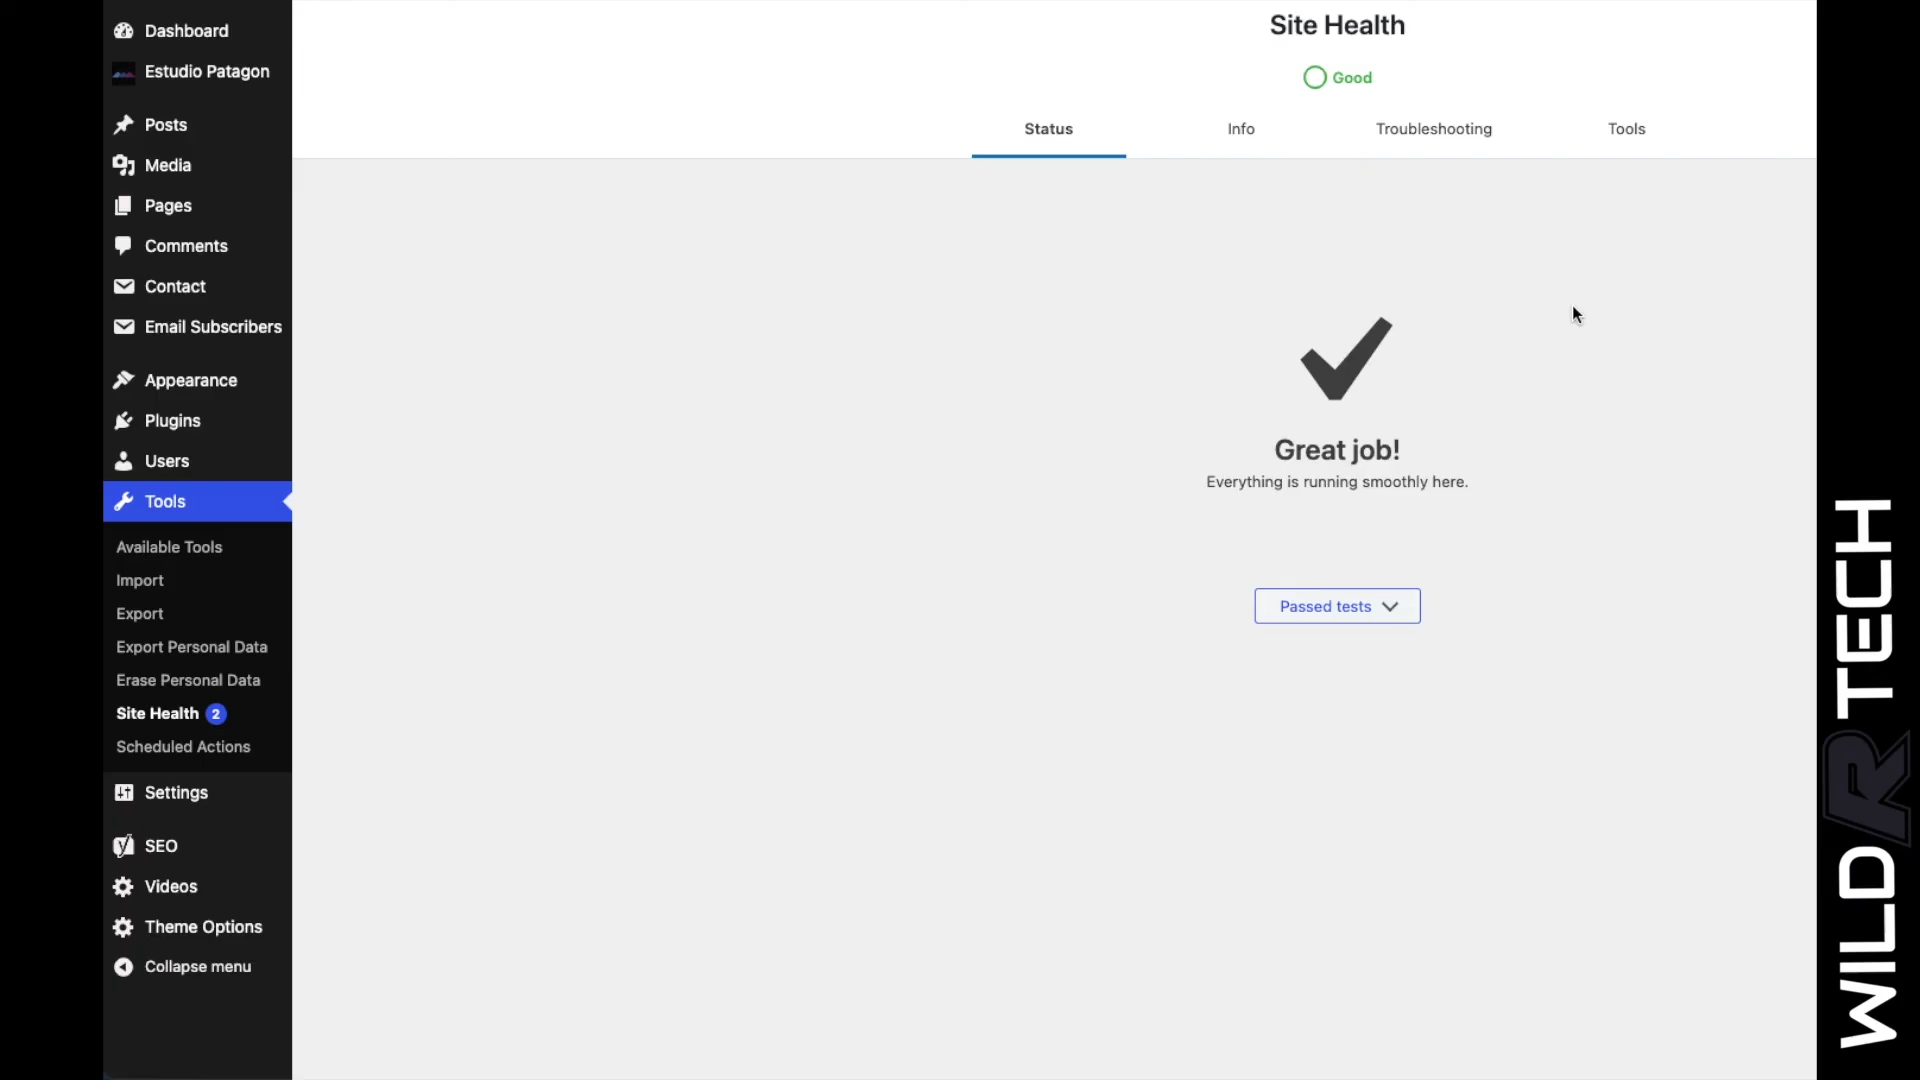 Dashboard
Estudio Patagon
Posts
Media
Pages
Comments
Contact
Email Subscribers
Appearance
Plugins
Users
Tools
Available Tools
Import
Export
Export Personal Data
Erase Personal Data
Site Health 2
Scheduled Actions
Settings
SEO
Videos
Theme Options
Collapse menu
Site Health
Good
Status Info Troubleshooting Tools
Great job!
Everything is running smoothly here.
Passed tests
WILD R TECH